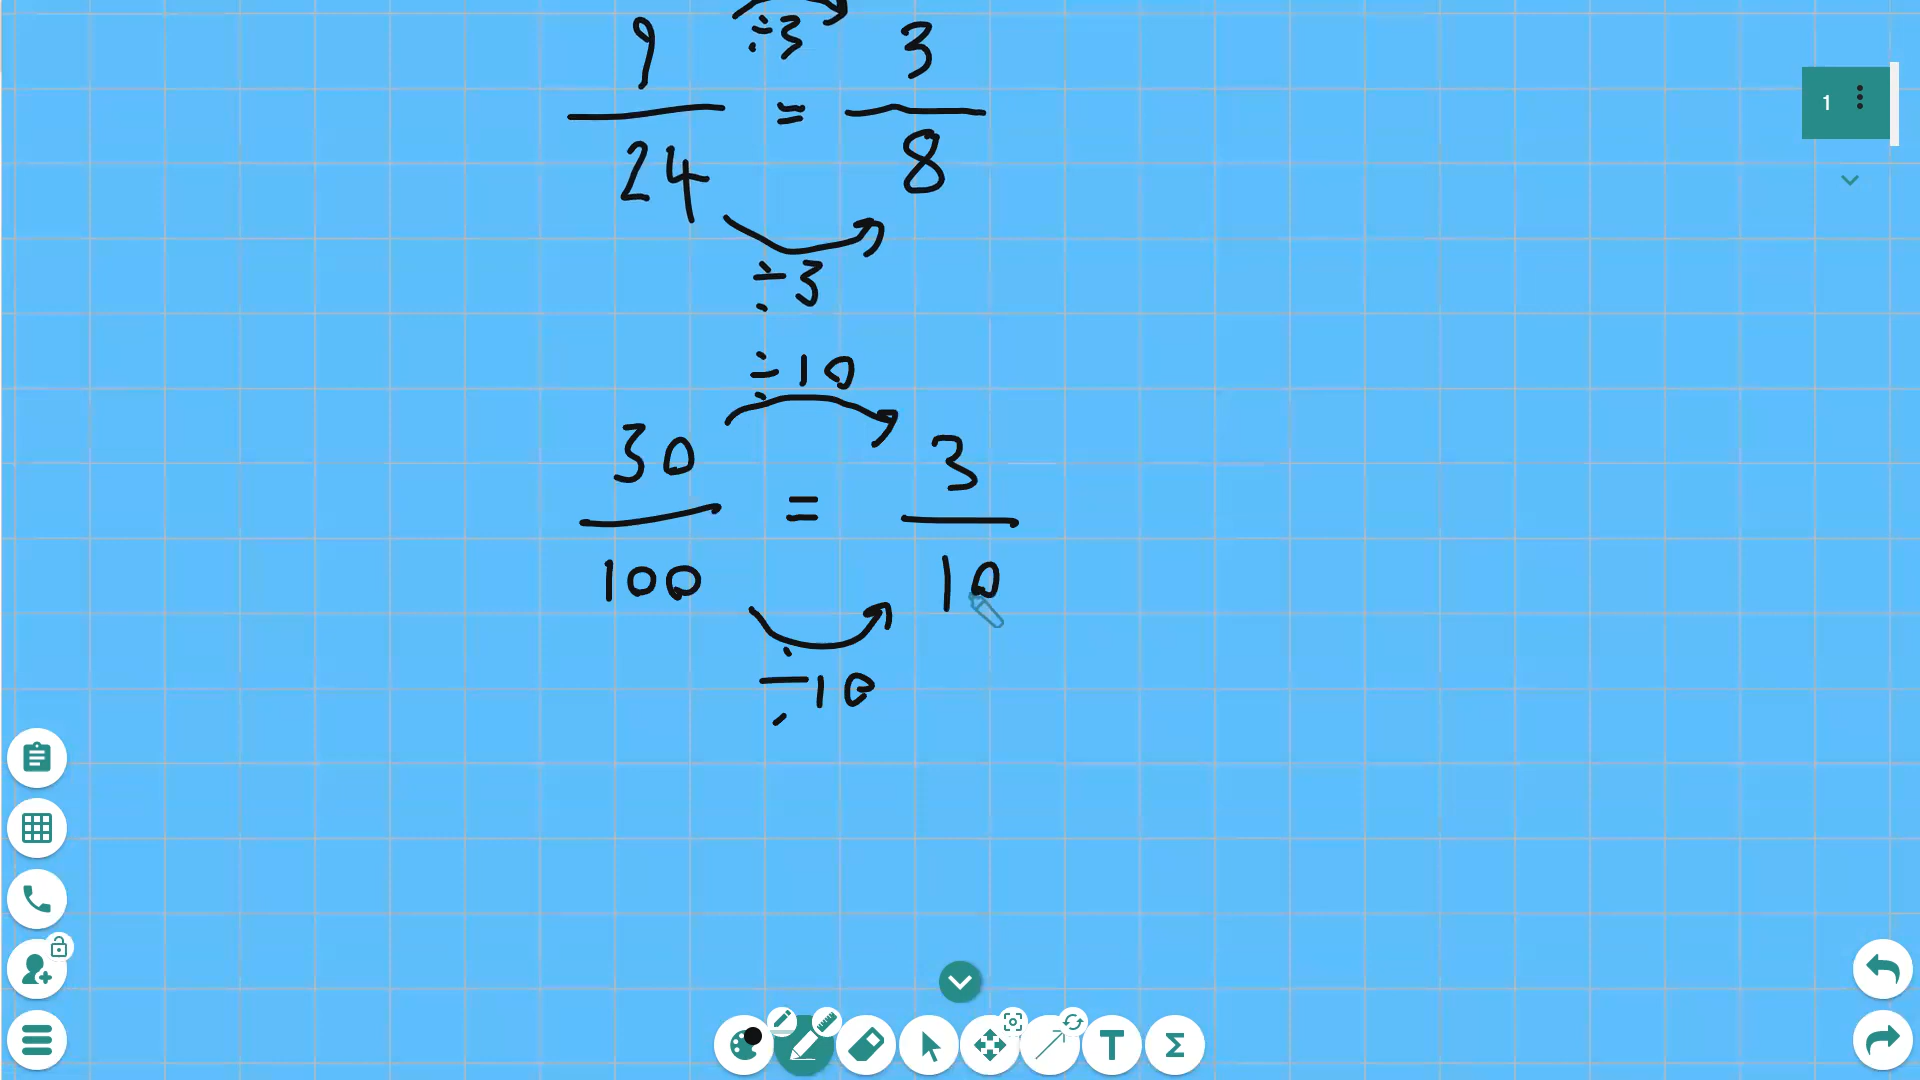 ÷3
9/24 = 3/8
÷3
÷10
30/100 = 3/10
÷10
1
T
Σ